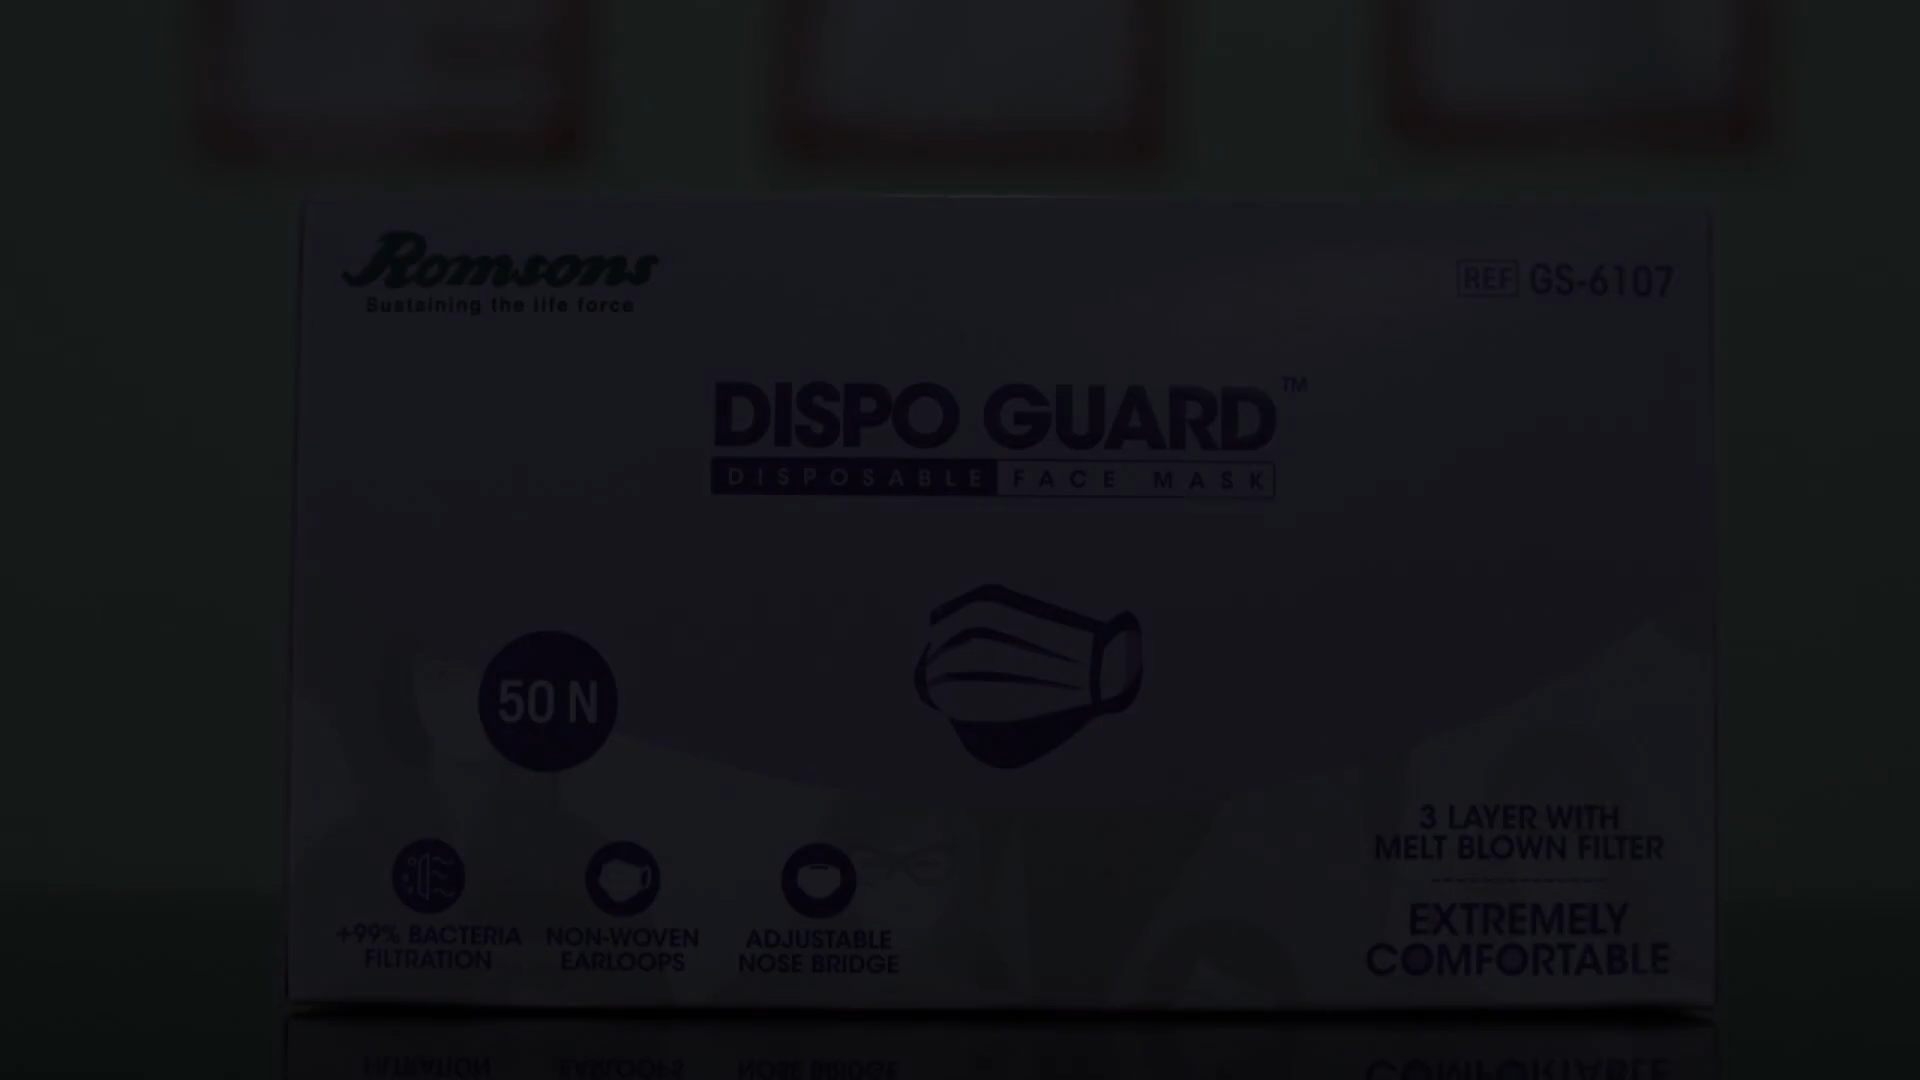 Romsons
Sustaining the life force
REF GS-6107
DISPO GUARD™
DISPOSABLE FACE MASK
50 N
3 LAYER WITH
MELT BLOWN FILTER
EXTREMELY
COMFORTABLE
+99% BACTERIA
FILTRATION
NON-WOVEN
EARLOOPS
ADJUSTABLE
NOSE BRIDGE